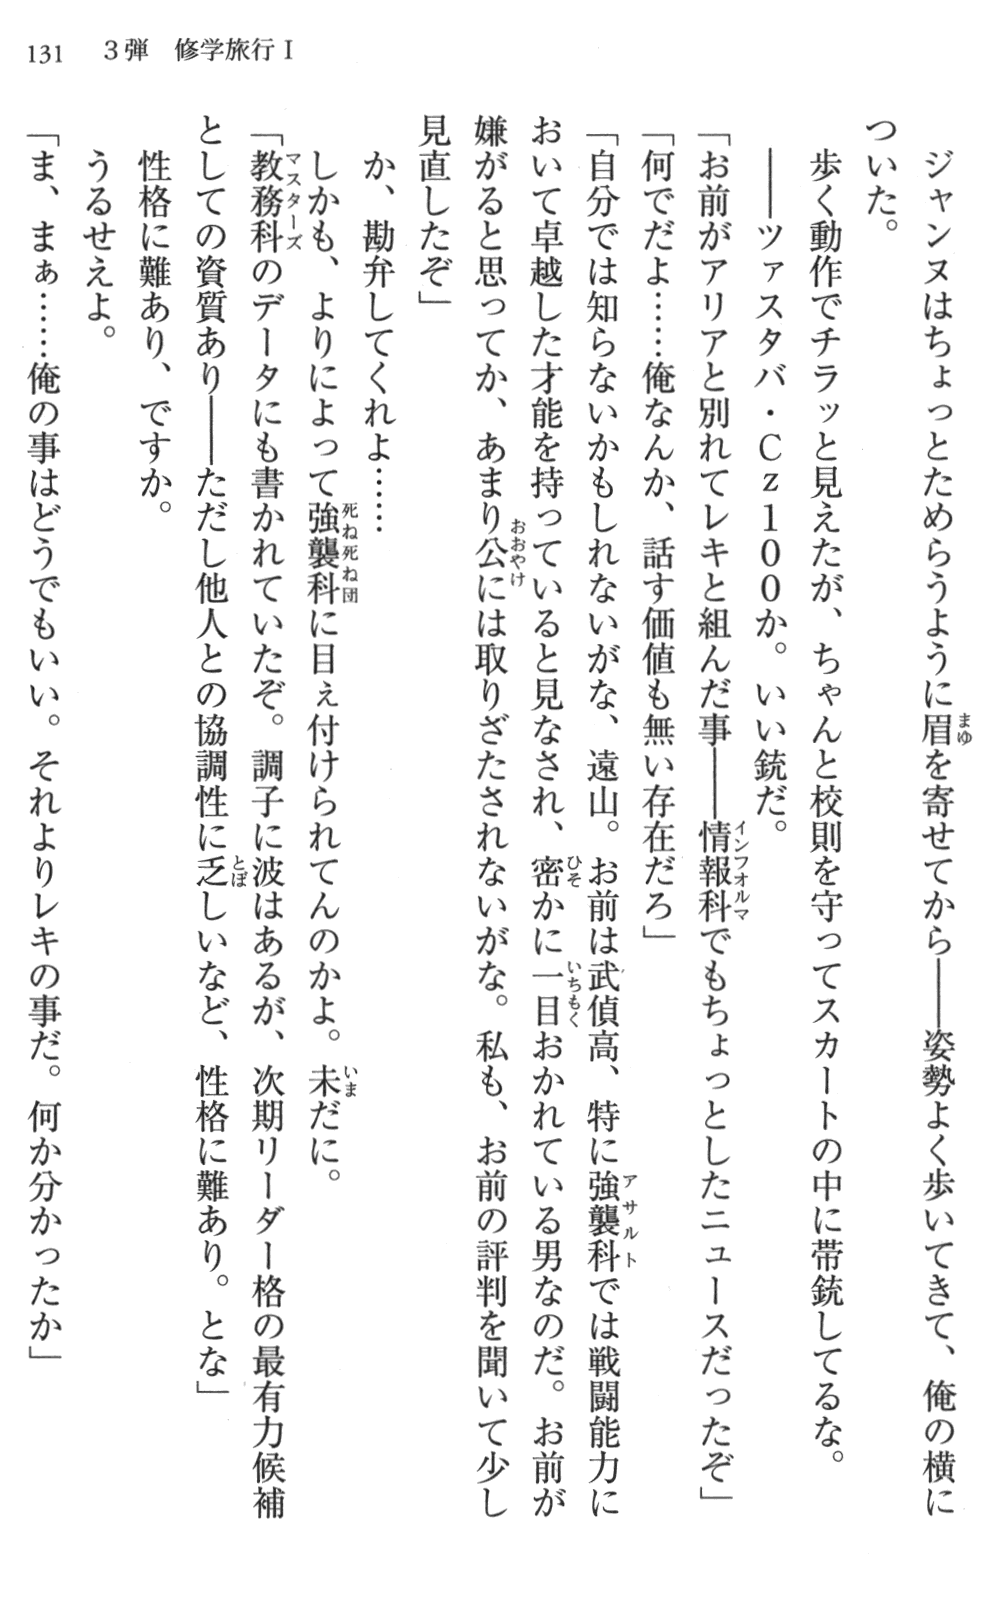 131　3弾　修学旅行Ⅰ
　ジャンヌはちょっとためらうように眉を寄せてから――姿勢よく歩いてきて、俺の横に
ついた。
　歩く動作でチラッと見えたが、ちゃんと校則を守ってスカートの中に帯銃してるな。
　――ツァスタバ・Cz100か。いい銃だ。
「お前がアリアと別れてレキと組んだ事――情報科でもちょっとしたニュースだったぞ」
「何でだよ……俺なんか、話す価値も無い存在だろ」
「自分では知らないかもしれないがな、遠山。お前は武偵高、特に強襲科では戦闘能力に
おいて卓越した才能を持っていると見なされ、密かに一目おかれている男なのだ。お前が
嫌がると思ってか、あまり公には取りざたされないがな。私も、お前の評判を聞いて少し
見直したぞ」
　か、勘弁してくれよ……
　しかも、よりによって強襲科に目ぇ付けられてんのかよ。未だに。
「教務科のデータにも書かれていたぞ。調子に波はあるが、次期リーダー格の最有力候補
としての資質あり――ただし他人との協調性に乏しいなど、性格に難あり。とな」
　性格に難あり、ですか。
　うるせえよ。
「ま、まぁ……俺の事はどうでもいい。それよりレキの事だ。何か分かったか」